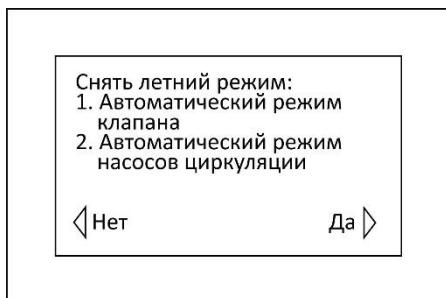 Снять летний режим:
1. Автоматический режим
клапана
2. Автоматический режим
насосов циркуляции
Нет Да